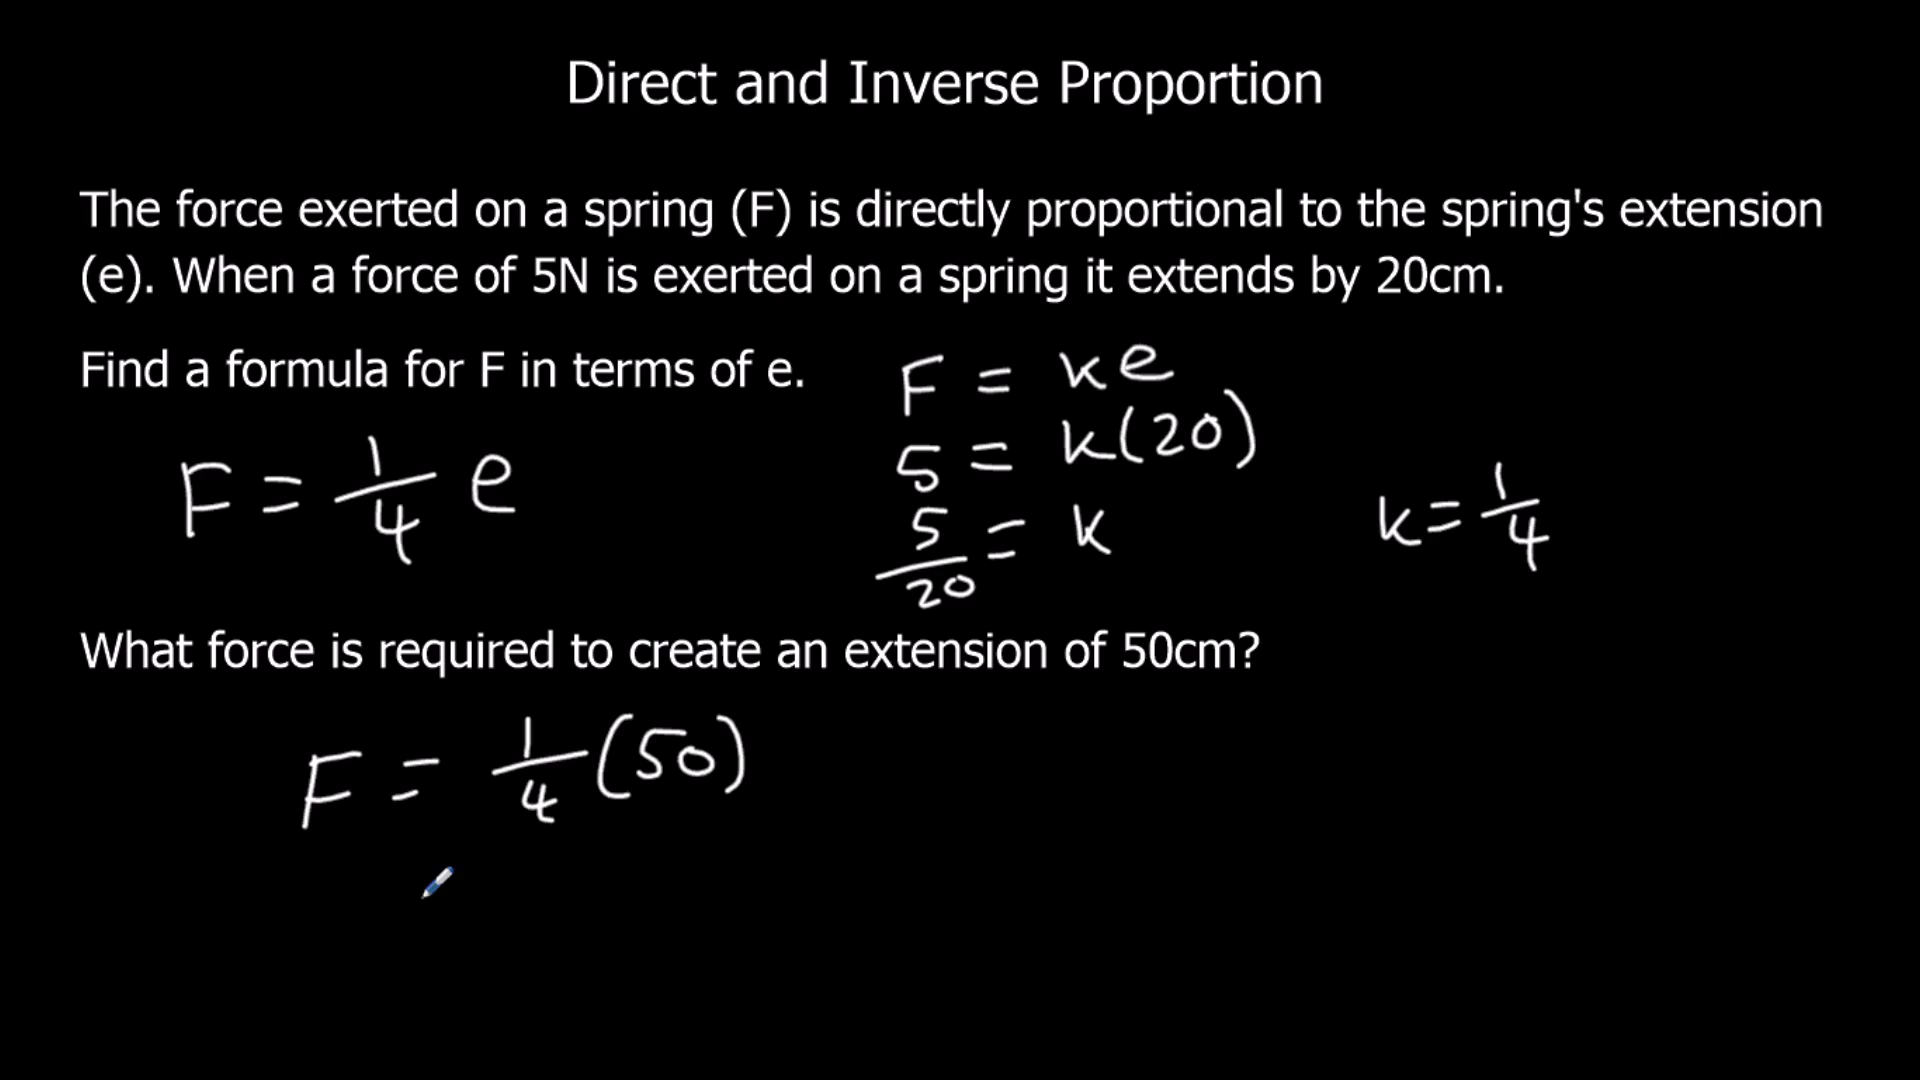 Direct and Inverse Proportion
The force exerted on a spring (F) is directly proportional to the spring's extension
(e). When a force of 5N is exerted on a spring it extends by 20cm.
Find a formula for F in terms of e.
F = ke
5 = k(20)
5/20 = k
k = 1/4
F = 1/4 e
What force is required to create an extension of 50cm?
F = 1/4 (50)